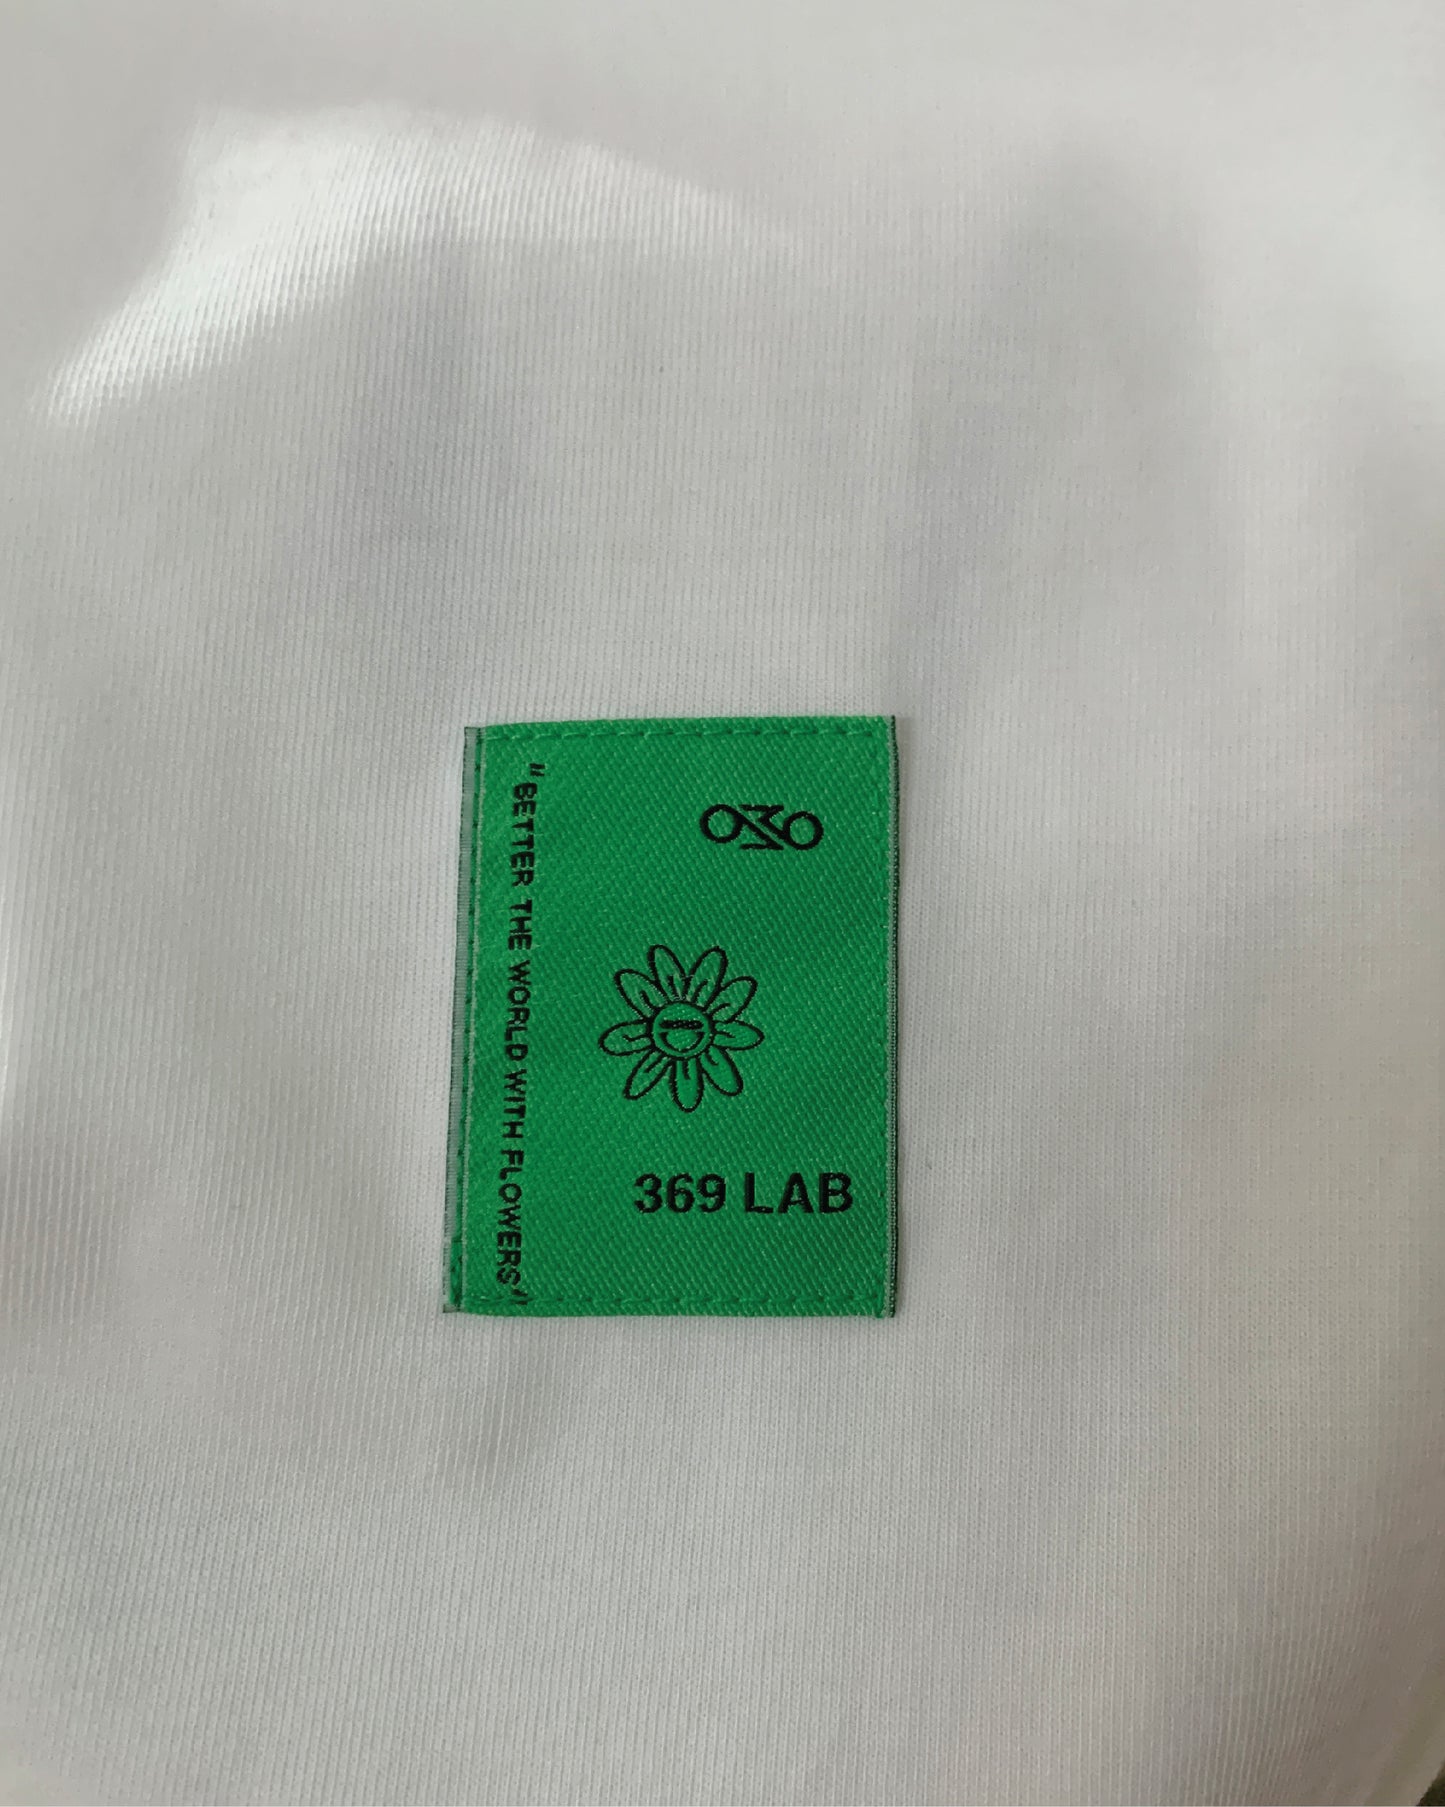 "BETTER THE WORLD WITH FLOWERS"
369 LAB